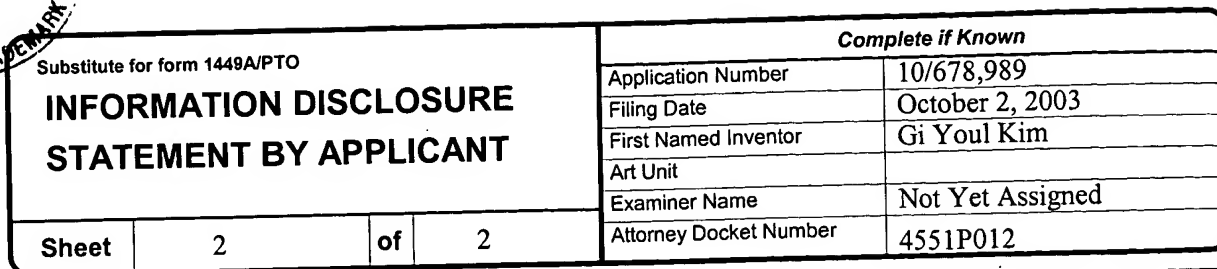 Substitute for form 1449A/PTO
INFORMATION DISCLOSURE
STATEMENT BY APPLICANT
Sheet 2 of 2
Complete if Known
Application Number 10/678,989
Filing Date October 2, 2003
First Named Inventor Gi Youl Kim
Art Unit
Examiner Name Not Yet Assigned
Attorney Docket Number 4551P012